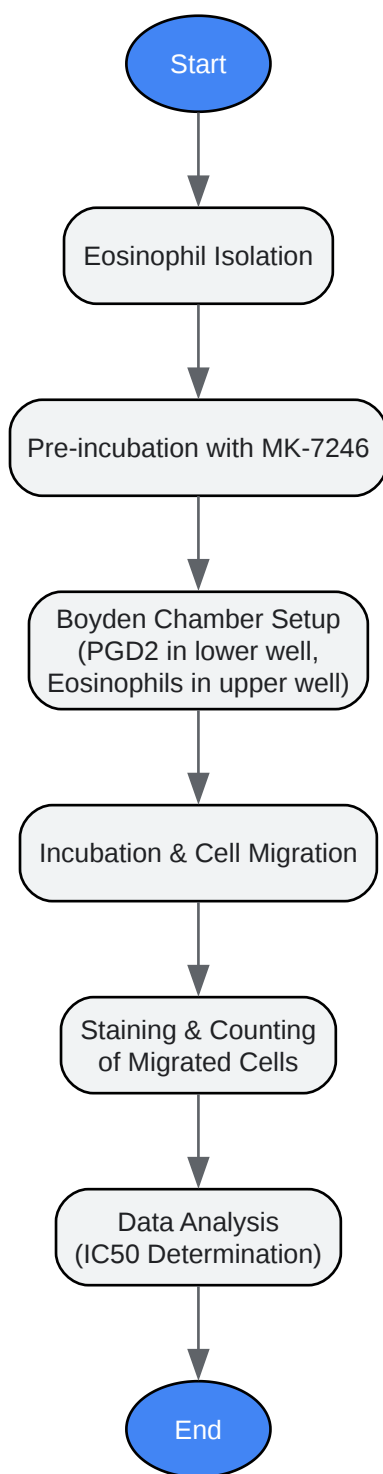 Start
Eosinophil Isolation
Pre-incubation with MK-7246
Boyden Chamber Setup
(PGD2 in lower well,
Eosinophils in upper well)
Incubation & Cell Migration
Staining & Counting
of Migrated Cells
Data Analysis
(IC50 Determination)
End